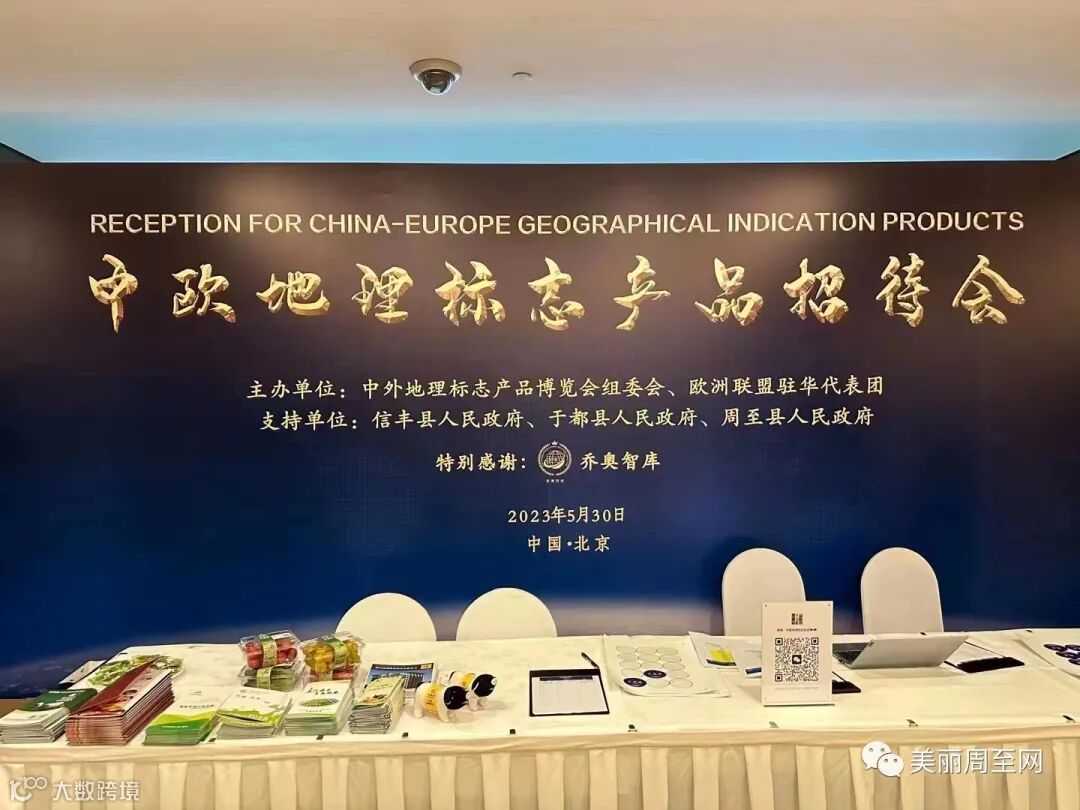 RECEPTION FOR CHINA-EUROPE GEOGRAPHICAL INDICATION PRODUCTS
中欧地理标志产品招待会
主办单位：中外地理标志产品博览会组委会、欧洲联盟驻华代表团
支持单位：信丰县人民政府、于都县人民政府、周至县人民政府
特别感谢： 乔奥智库
2023年5月30日
中国·北京
美丽周至网
大数跨境